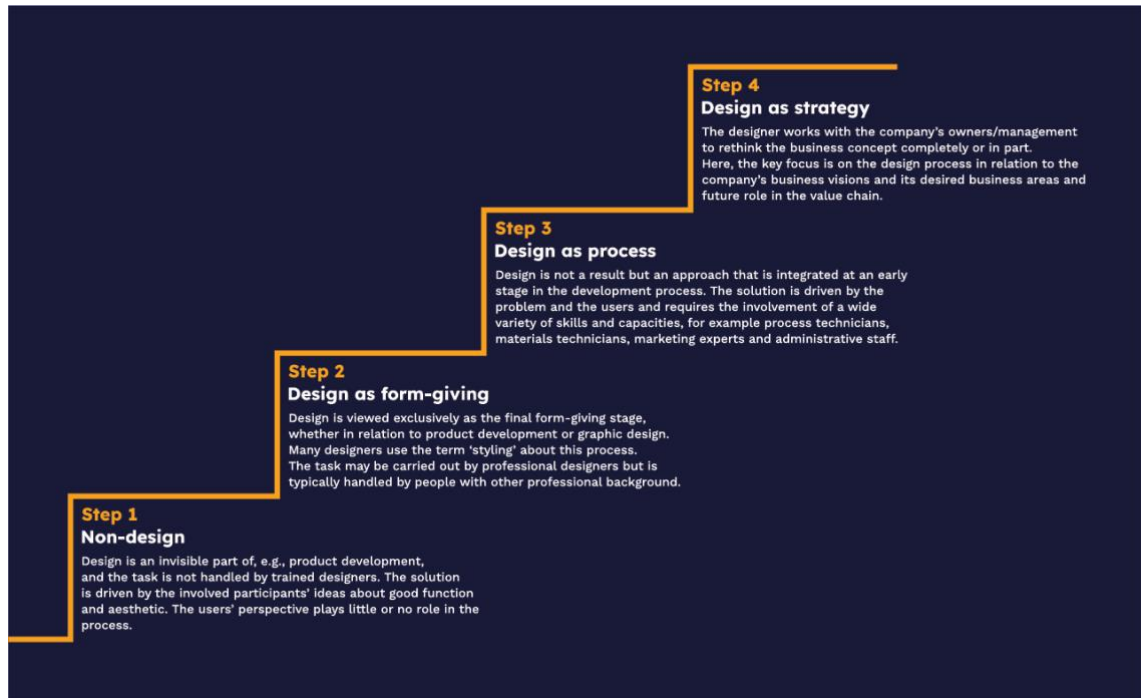 Step 4
Design as strategy
The designer works with the company's owners/management
to rethink the business concept completely or in part.
Here, the key focus is on the design process in relation to the
company's business visions and its desired business areas and
future role in the value chain.
Step 3
Design as process
Design is not a result but an approach that is integrated at an early
stage in the development process. The solution is driven by the
problem and the users and requires the involvement of a wide
variety of skills and capacities, for example process technicians,
materials technicians, marketing experts and administrative staff.
Step 2
Design as form-giving
Design is viewed exclusively as the final form-giving stage,
whether in relation to product development or graphic design.
Many designers use the term ‘styling’ about this process.
The task may be carried out by professional designers but is
typically handled by people with other professional background.
Step 1
Non-design
Design is an invisible part of, e.g., product development,
and the task is not handled by trained designers. The solution
is driven by the involved participants' ideas about good function
and aesthetic. The users' perspective plays little or no role in the
process.